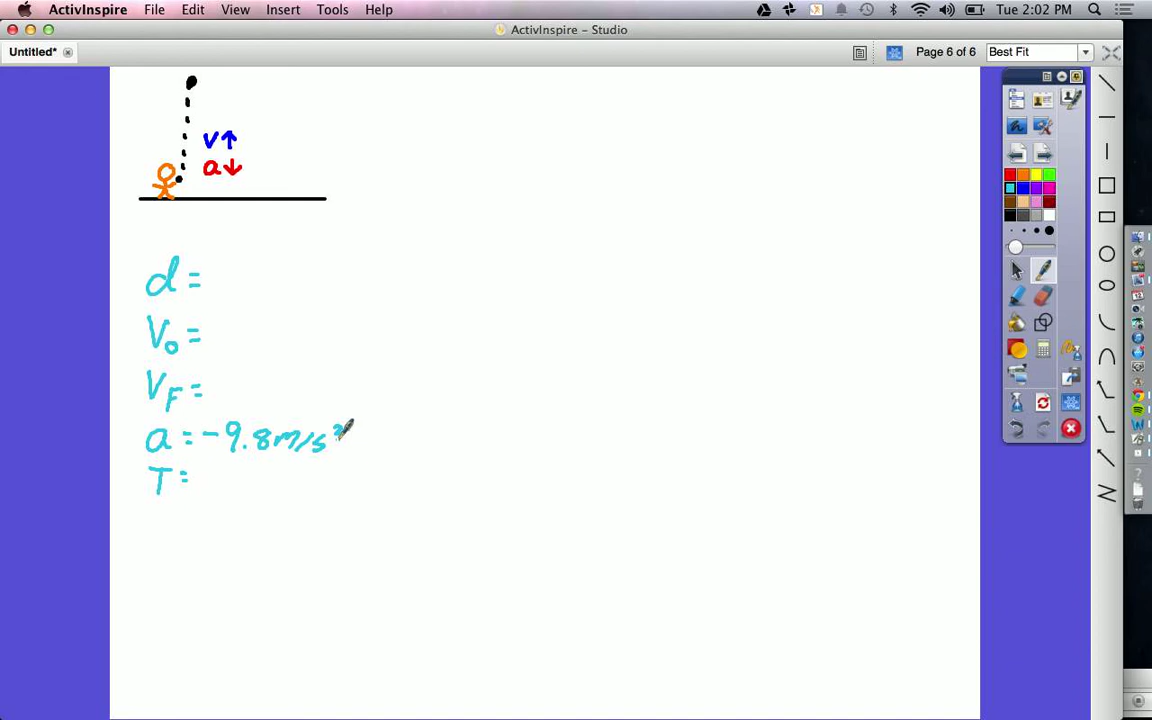 ActivInspire File Edit View Insert Tools Help Tue 2:02 PM
ActivInspire – Studio
Untitled* Page 6 of 6 Best Fit
v↑
a↓
d =
V₀ =
V_F =
a = -9.8m/s²
T =